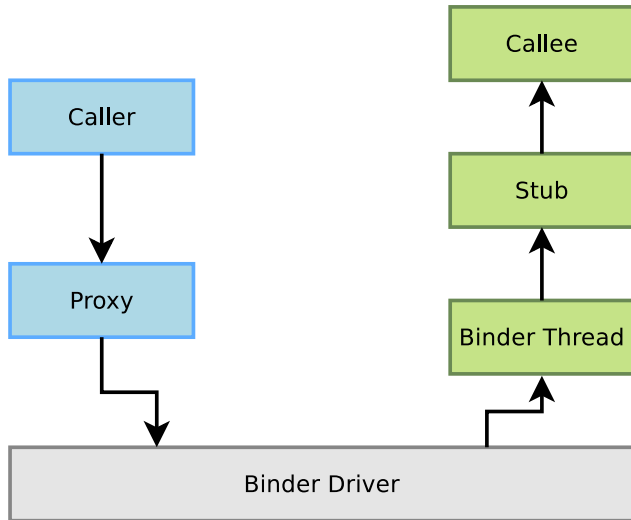 Callee
Caller
Stub
Proxy
Binder Thread
Binder Driver